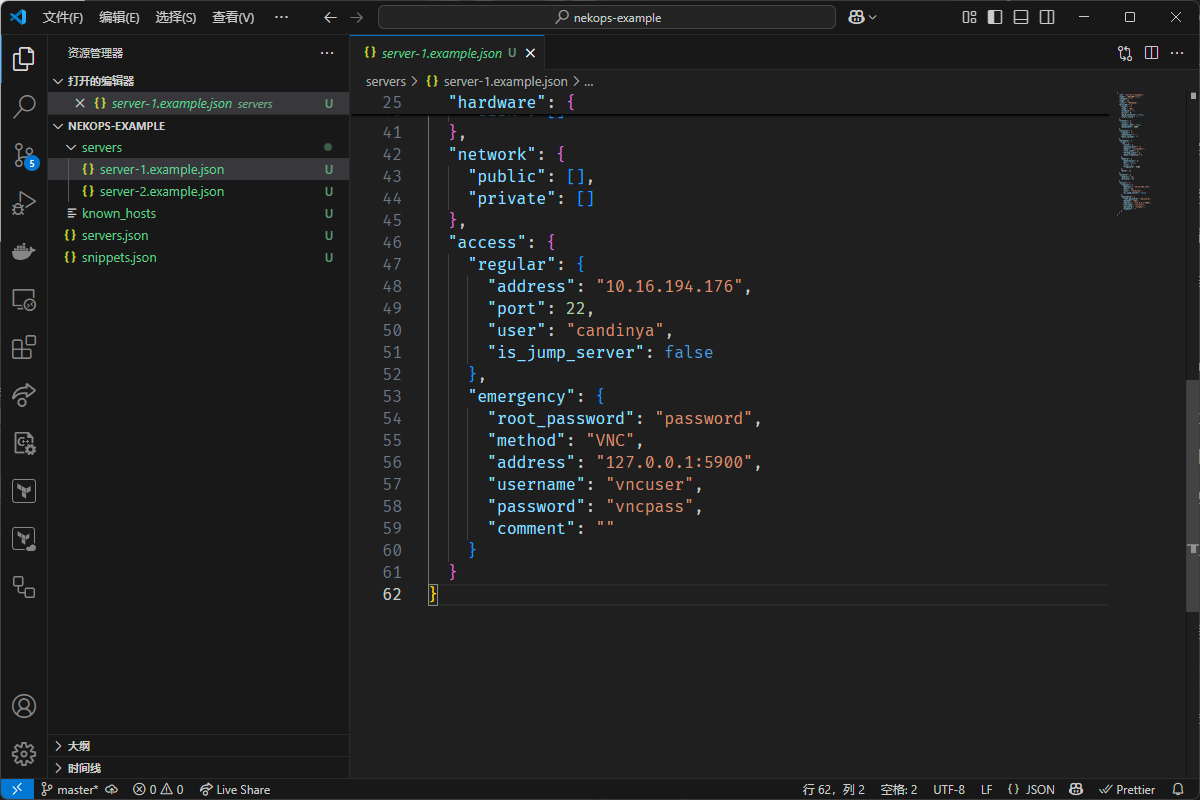 文件(F) 编辑(E) 选择(S) 查看(V) ··· nekops-example
资源管理器 ···
打开的编辑器
server-1.example.json servers U
NEKOPS-EXAMPLE
servers
server-1.example.json U
server-2.example.json U
known_hosts U
servers.json U
snippets.json U
大纲
时间线
5
{} server-1.example.json U
servers > {} server-1.example.json > ...
25 "hardware": {
41 },
42 "network": {
43 "public": [],
44 "private": []
45 },
46 "access": {
47 "regular": {
48 "address": "10.16.194.176",
49 "port": 22,
50 "user": "candinya",
51 "is_jump_server": false
52 },
53 "emergency": {
54 "root_password": "password",
55 "method": "VNC",
56 "address": "127.0.0.1:5900",
57 "username": "vncuser",
58 "password": "vncpass",
59 "comment": ""
60 }
61 }
62 }
master* 0 0 Live Share 行 62，列 2 空格: 2 UTF-8 LF {} JSON Prettier